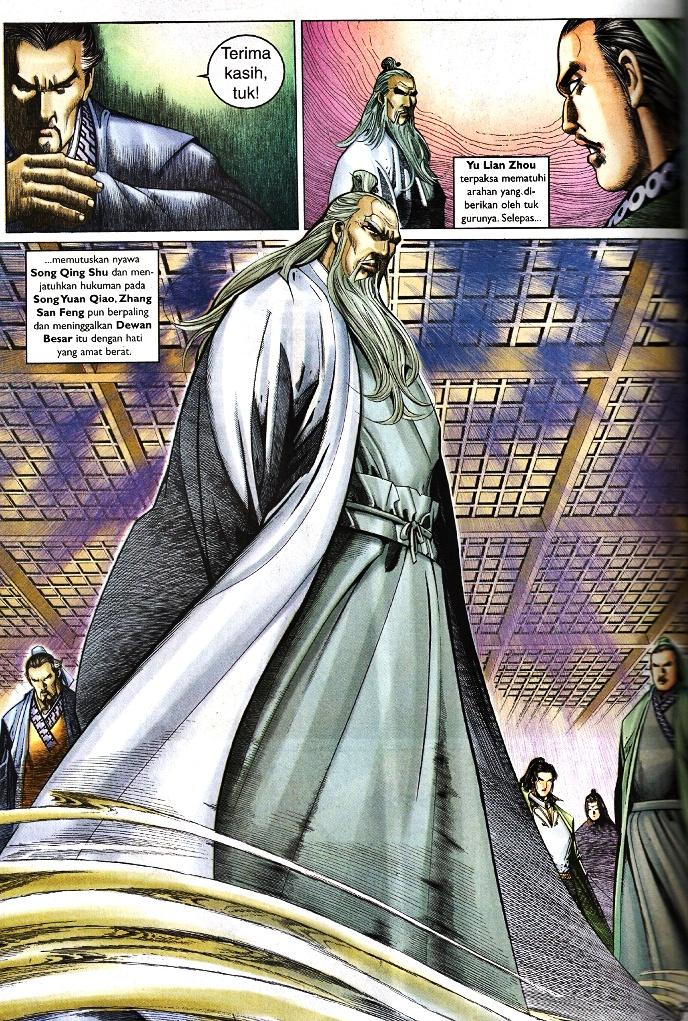 Terima
kasih,
tuk!
Yu Lian Zhou
terpaksa mematuhi
arahan yang di-
berikan oleh tuk
gurunya. Selepas...
...memutuskan nyawa
Song Qing Shu dan men-
jatuhkan hukuman pada
Song Yuan Qiao, Zhang
San Feng pun berpaling
dan meninggalkan Dewan
Besar itu dengan hati
yang amat berat.